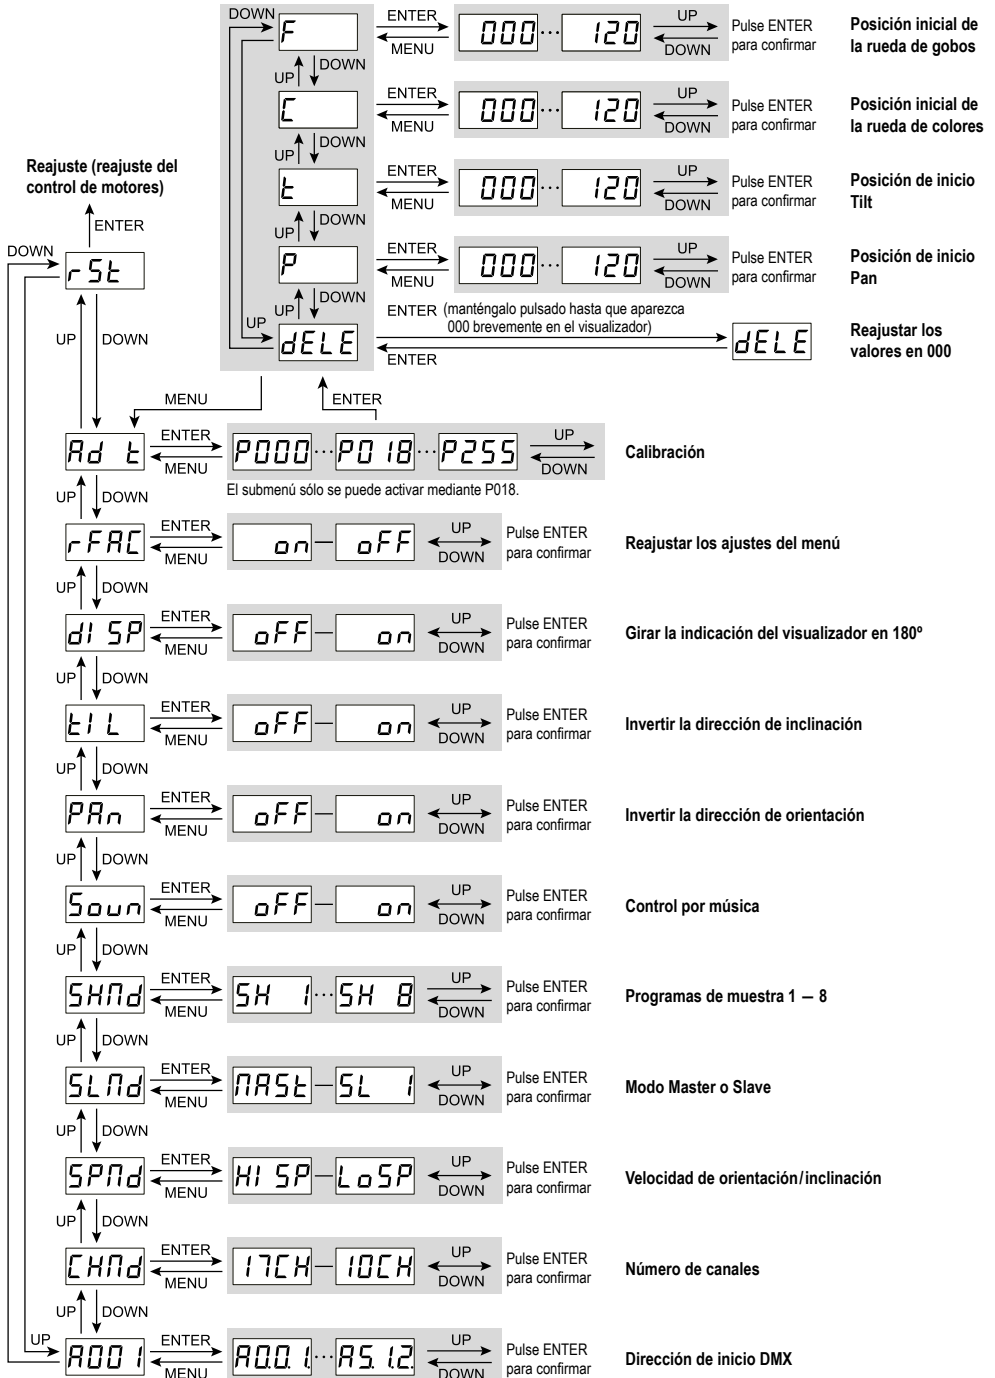 DOWN
F
ENTER
MENU
000 ··· 120
UP
DOWN
Pulse ENTER
para confirmar
Posición inicial de
la rueda de gobos
UP
DOWN
C
ENTER
MENU
000 ··· 120
UP
DOWN
Pulse ENTER
para confirmar
Posición inicial de
la rueda de colores
UP
DOWN
t
ENTER
MENU
000 ··· 120
UP
DOWN
Pulse ENTER
para confirmar
Posición de inicio
Tilt
UP
DOWN
P
ENTER
MENU
000 ··· 120
UP
DOWN
Pulse ENTER
para confirmar
Posición de inicio
Pan
UP
DOWN
UP
dELE
ENTER (manténgalo pulsado hasta que aparezca
000 brevemente en el visualizador)
ENTER
dELE
Reajustar los
valores en 000
Reajuste (reajuste del
control de motores)
ENTER
DOWN
rSt
UP
DOWN
MENU
ENTER
Ad t
ENTER
MENU
P000 ··· P018 ··· P255
UP
DOWN
Calibración
El submenú sólo se puede activar mediante P018.
UP
DOWN
rFAC
ENTER
MENU
on — oFF
UP
DOWN
Pulse ENTER
para confirmar
Reajustar los ajustes del menú
UP
DOWN
dI SP
ENTER
MENU
oFF — on
UP
DOWN
Pulse ENTER
para confirmar
Girar la indicación del visualizador en 180º
UP
DOWN
tI L
ENTER
MENU
oFF — on
UP
DOWN
Pulse ENTER
para confirmar
Invertir la dirección de inclinación
UP
DOWN
PAn
ENTER
MENU
oFF — on
UP
DOWN
Pulse ENTER
para confirmar
Invertir la dirección de orientación
UP
DOWN
Soun
ENTER
MENU
oFF — on
UP
DOWN
Pulse ENTER
para confirmar
Control por música
UP
DOWN
SHMd
ENTER
MENU
SH 1 ··· SH 8
UP
DOWN
Pulse ENTER
para confirmar
Programas de muestra 1 – 8
UP
DOWN
SLMd
ENTER
MENU
MASt — SL 1
UP
DOWN
Pulse ENTER
para confirmar
Modo Master o Slave
UP
DOWN
SPMd
ENTER
MENU
HI SP — LoSP
UP
DOWN
Pulse ENTER
para confirmar
Velocidad de orientación/inclinación
UP
DOWN
CHMd
ENTER
MENU
17CH — 10CH
UP
DOWN
Pulse ENTER
para confirmar
Número de canales
UP
DOWN
UP
A001
ENTER
MENU
A0.0.1. ··· A5.1.2.
UP
DOWN
Pulse ENTER
para confirmar
Dirección de inicio DMX